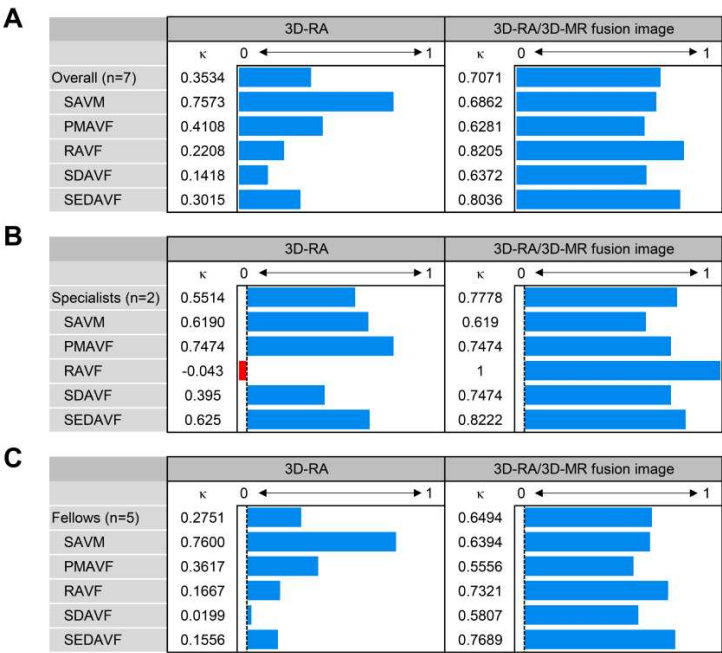 A
3D-RA 3D-RA/3D-MR fusion image
κ 0 1 κ 0 1
Overall (n=7) 0.3534 0.7071
SAVM 0.7573 0.6862
PMAVF 0.4108 0.6281
RAVF 0.2208 0.8205
SDAVF 0.1418 0.6372
SEDAVF 0.3015 0.8036
B
3D-RA 3D-RA/3D-MR fusion image
κ 0 1 κ 0 1
Specialists (n=2) 0.5514 0.7778
SAVM 0.6190 0.619
PMAVF 0.7474 0.7474
RAVF -0.043 1
SDAVF 0.395 0.7474
SEDAVF 0.625 0.8222
C
3D-RA 3D-RA/3D-MR fusion image
κ 0 1 κ 0 1
Fellows (n=5) 0.2751 0.6494
SAVM 0.7600 0.6394
PMAVF 0.3617 0.5556
RAVF 0.1667 0.7321
SDAVF 0.0199 0.5807
SEDAVF 0.1556 0.7689